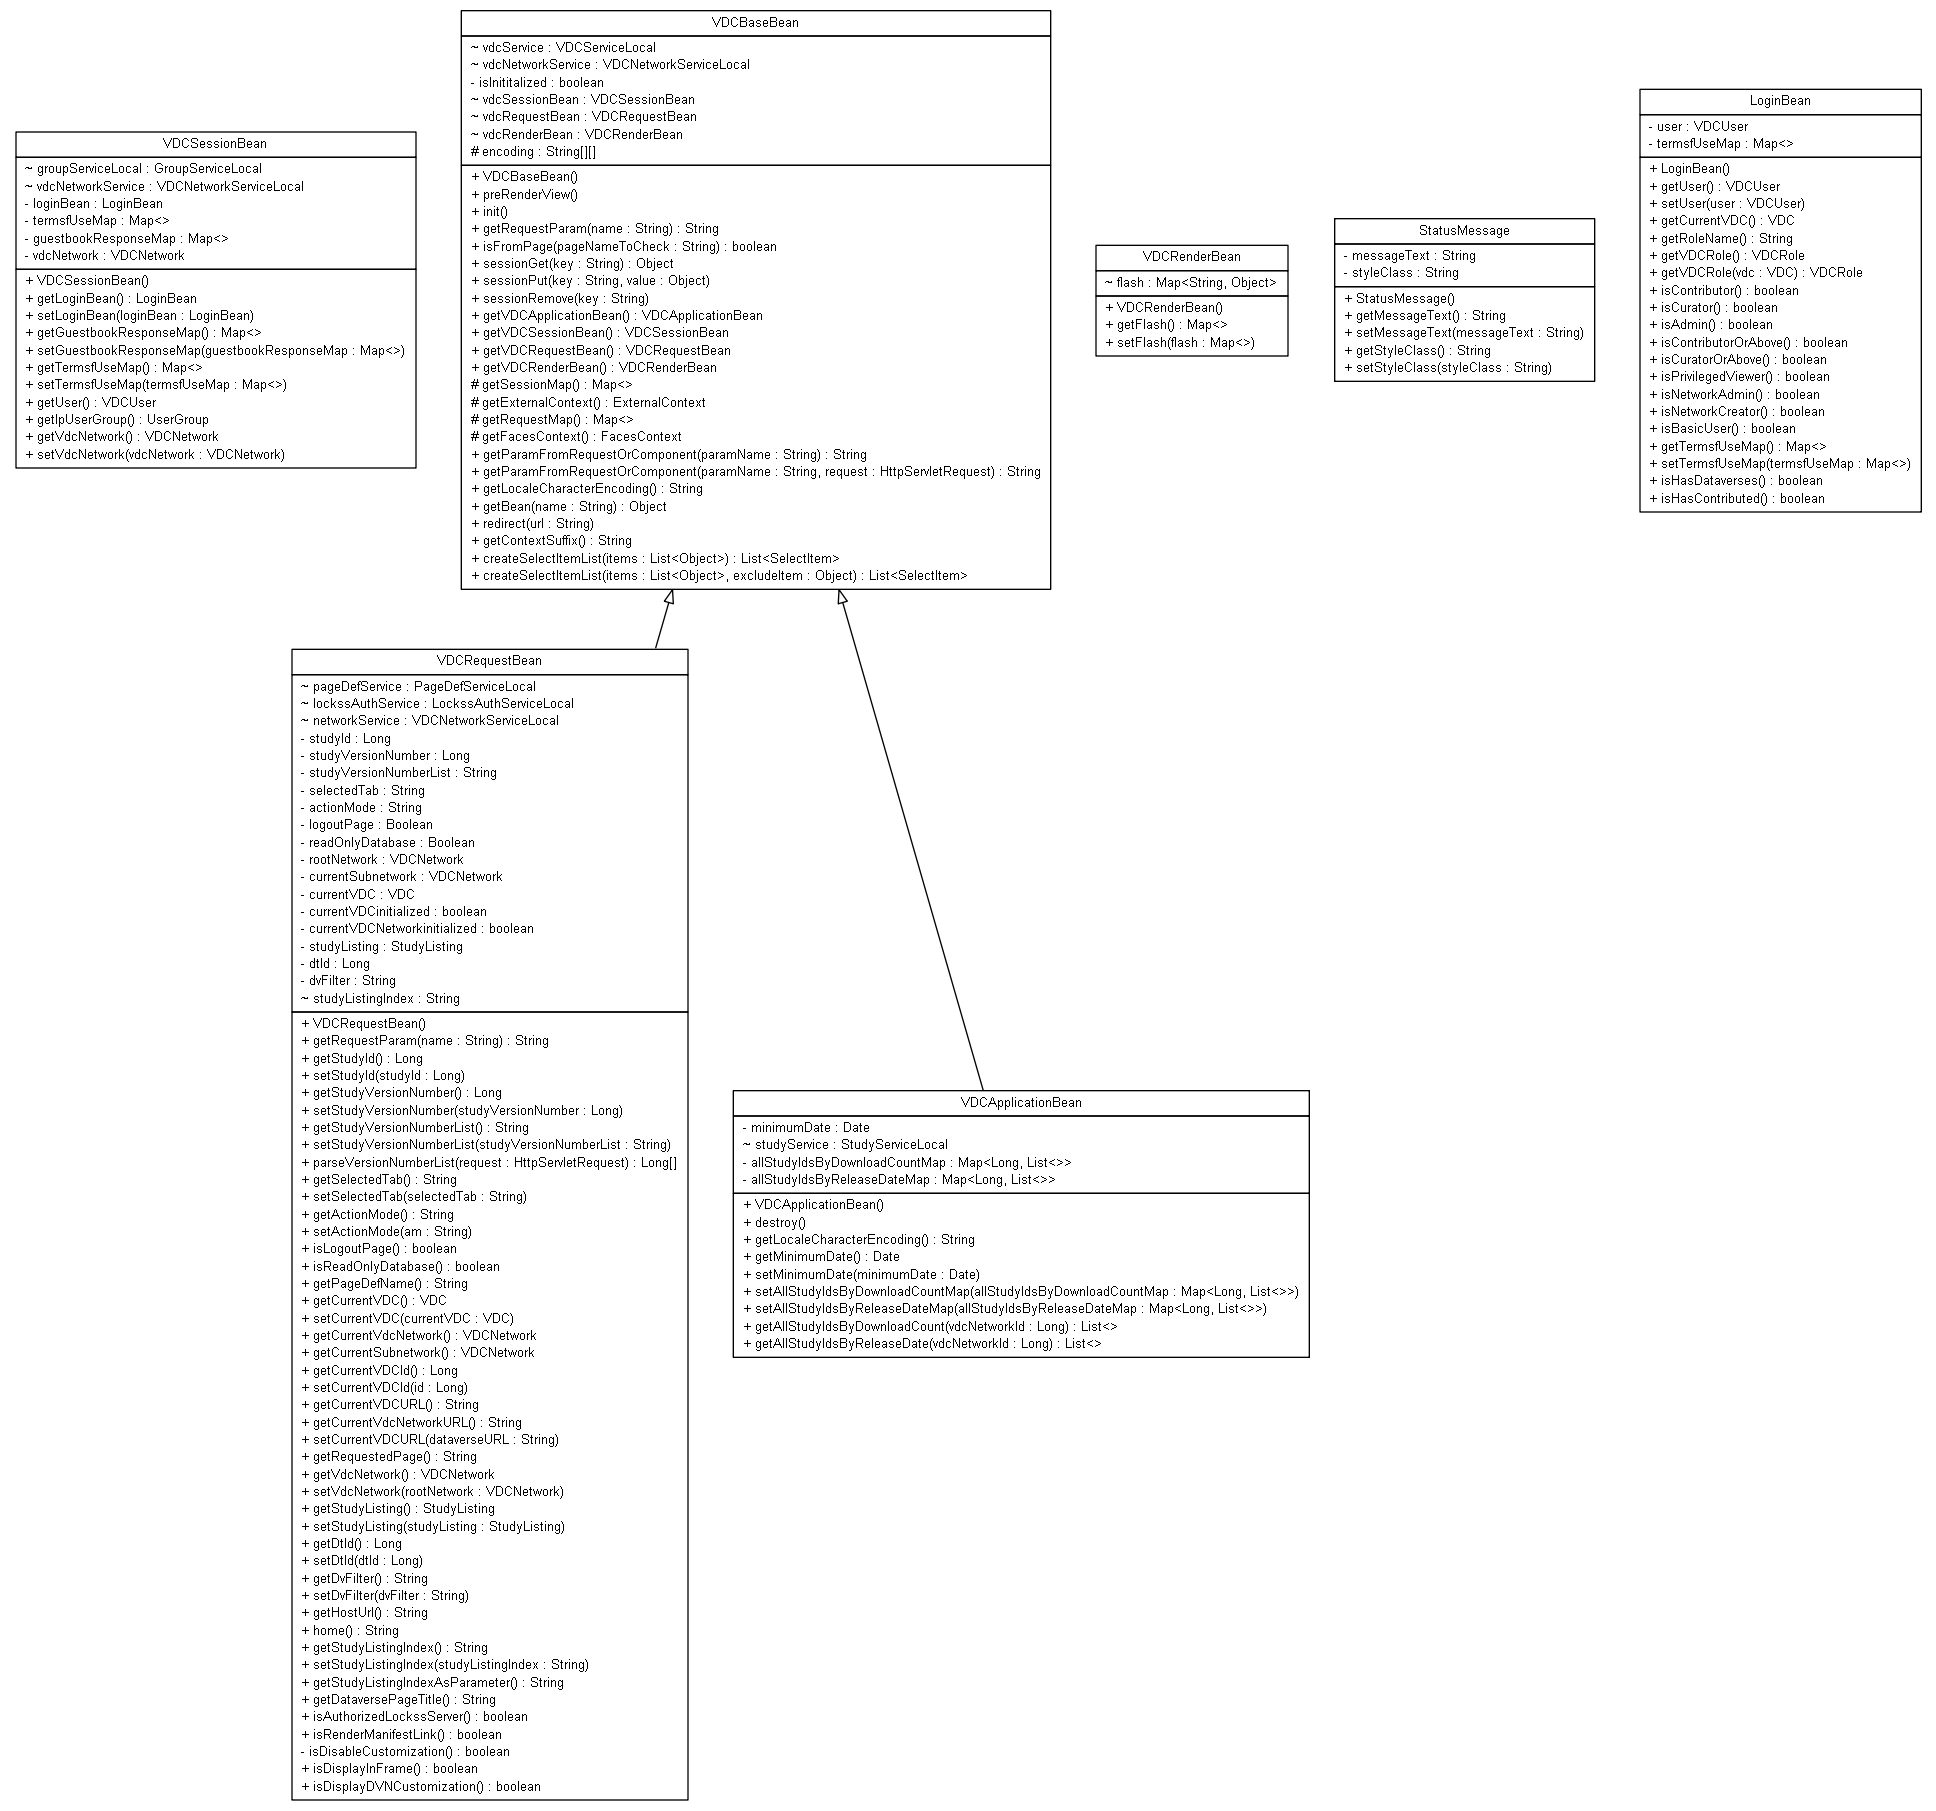 VDCBaseBean
~ vdcService : VDCServiceLocal
~ vdcNetworkService : VDCNetworkServiceLocal
- isInititalized : boolean
~ vdcSessionBean : VDCSessionBean
~ vdcRequestBean : VDCRequestBean
~ vdcRenderBean : VDCRenderBean
# encoding : String[][]
+ VDCBaseBean()
+ preRenderView()
+ init()
+ getRequestParam(name : String) : String
+ isFromPage(pageNameToCheck : String) : boolean
+ sessionGet(key : String) : Object
+ sessionPut(key : String, value : Object)
+ sessionRemove(key : String)
+ getVDCApplicationBean() : VDCApplicationBean
+ getVDCSessionBean() : VDCSessionBean
+ getVDCRequestBean() : VDCRequestBean
+ getVDCRenderBean() : VDCRenderBean
# getSessionMap() : Map<>
# getExternalContext() : ExternalContext
# getRequestMap() : Map<>
# getFacesContext() : FacesContext
+ getParamFromRequestOrComponent(paramName : String) : String
+ getParamFromRequestOrComponent(paramName : String, request : HttpServletRequest) : String
+ getLocaleCharacterEncoding() : String
+ getBean(name : String) : Object
+ redirect(url : String)
+ getContextSuffix() : String
+ createSelectItemList(items : List<Object>) : List<SelectItem>
+ createSelectItemList(items : List<Object>, excludeItem : Object) : List<SelectItem>
VDCSessionBean
~ groupServiceLocal : GroupServiceLocal
~ vdcNetworkService : VDCNetworkServiceLocal
- loginBean : LoginBean
- termsfUseMap : Map<>
- guestbookResponseMap : Map<>
- vdcNetwork : VDCNetwork
+ VDCSessionBean()
+ getLoginBean() : LoginBean
+ setLoginBean(loginBean : LoginBean)
+ getGuestbookResponseMap() : Map<>
+ setGuestbookResponseMap(guestbookResponseMap : Map<>)
+ getTermsfUseMap() : Map<>
+ setTermsfUseMap(termsfUseMap : Map<>)
+ getUser() : VDCUser
+ getIpUserGroup() : UserGroup
+ getVdcNetwork() : VDCNetwork
+ setVdcNetwork(vdcNetwork : VDCNetwork)
VDCRenderBean
~ flash : Map<String, Object>
+ VDCRenderBean()
+ getFlash() : Map<>
+ setFlash(flash : Map<>)
StatusMessage
- messageText : String
- styleClass : String
+ StatusMessage()
+ getMessageText() : String
+ setMessageText(messageText : String)
+ getStyleClass() : String
+ setStyleClass(styleClass : String)
LoginBean
- user : VDCUser
- termsfUseMap : Map<>
+ LoginBean()
+ getUser() : VDCUser
+ setUser(user : VDCUser)
+ getCurrentVDC() : VDC
+ getRoleName() : String
+ getVDCRole() : VDCRole
+ getVDCRole(vdc : VDC) : VDCRole
+ isContributor() : boolean
+ isCurator() : boolean
+ isAdmin() : boolean
+ isContributorOrAbove() : boolean
+ isCuratorOrAbove() : boolean
+ isPrivilegedViewer() : boolean
+ isNetworkAdmin() : boolean
+ isNetworkCreator() : boolean
+ isBasicUser() : boolean
+ getTermsfUseMap() : Map<>
+ setTermsfUseMap(termsfUseMap : Map<>)
+ isHasDataverses() : boolean
+ isHasContributed() : boolean
VDCRequestBean
~ pageDefService : PageDefServiceLocal
~ lockssAuthService : LockssAuthServiceLocal
~ networkService : VDCNetworkServiceLocal
- studyId : Long
- studyVersionNumber : Long
- studyVersionNumberList : String
- selectedTab : String
- actionMode : String
- logoutPage : Boolean
- readOnlyDatabase : Boolean
- rootNetwork : VDCNetwork
- currentSubnetwork : VDCNetwork
- currentVDC : VDC
- currentVDCinitialized : boolean
- currentVDCNetworkinitialized : boolean
- studyListing : StudyListing
- dtId : Long
- dvFilter : String
~ studyListingIndex : String
+ VDCRequestBean()
+ getRequestParam(name : String) : String
+ getStudyId() : Long
+ setStudyId(studyId : Long)
+ getStudyVersionNumber() : Long
+ setStudyVersionNumber(studyVersionNumber : Long)
+ getStudyVersionNumberList() : String
+ setStudyVersionNumberList(studyVersionNumberList : String)
+ parseVersionNumberList(request : HttpServletRequest) : Long[]
+ getSelectedTab() : String
+ setSelectedTab(selectedTab : String)
+ getActionMode() : String
+ setActionMode(am : String)
+ isLogoutPage() : boolean
+ isReadOnlyDatabase() : boolean
+ getPageDefName() : String
+ getCurrentVDC() : VDC
+ setCurrentVDC(currentVDC : VDC)
+ getCurrentVdcNetwork() : VDCNetwork
+ getCurrentSubnetwork() : VDCNetwork
+ getCurrentVDCId() : Long
+ setCurrentVDCId(id : Long)
+ getCurrentVDCURL() : String
+ getCurrentVdcNetworkURL() : String
+ setCurrentVDCURL(dataverseURL : String)
+ getRequestedPage() : String
+ getVdcNetwork() : VDCNetwork
+ setVdcNetwork(rootNetwork : VDCNetwork)
+ getStudyListing() : StudyListing
+ setStudyListing(studyListing : StudyListing)
+ getDtId() : Long
+ setDtId(dtId : Long)
+ getDvFilter() : String
+ setDvFilter(dvFilter : String)
+ getHostUrl() : String
+ home() : String
+ getStudyListingIndex() : String
+ setStudyListingIndex(studyListingIndex : String)
+ getStudyListingIndexAsParameter() : String
+ getDataversePageTitle() : String
+ isAuthorizedLockssServer() : boolean
+ isRenderManifestLink() : boolean
- isDisableCustomization() : boolean
+ isDisplayInFrame() : boolean
+ isDisplayDVNCustomization() : boolean
VDCApplicationBean
- minimumDate : Date
~ studyService : StudyServiceLocal
- allStudyIdsByDownloadCountMap : Map<Long, List<>>
- allStudyIdsByReleaseDateMap : Map<Long, List<>>
+ VDCApplicationBean()
+ destroy()
+ getLocaleCharacterEncoding() : String
+ getMinimumDate() : Date
+ setMinimumDate(minimumDate : Date)
+ setAllStudyIdsByDownloadCountMap(allStudyIdsByDownloadCountMap : Map<Long, List<>>)
+ setAllStudyIdsByReleaseDateMap(allStudyIdsByReleaseDateMap : Map<Long, List<>>)
+ getAllStudyIdsByDownloadCount(vdcNetworkId : Long) : List<>
+ getAllStudyIdsByReleaseDate(vdcNetworkId : Long) : List<>